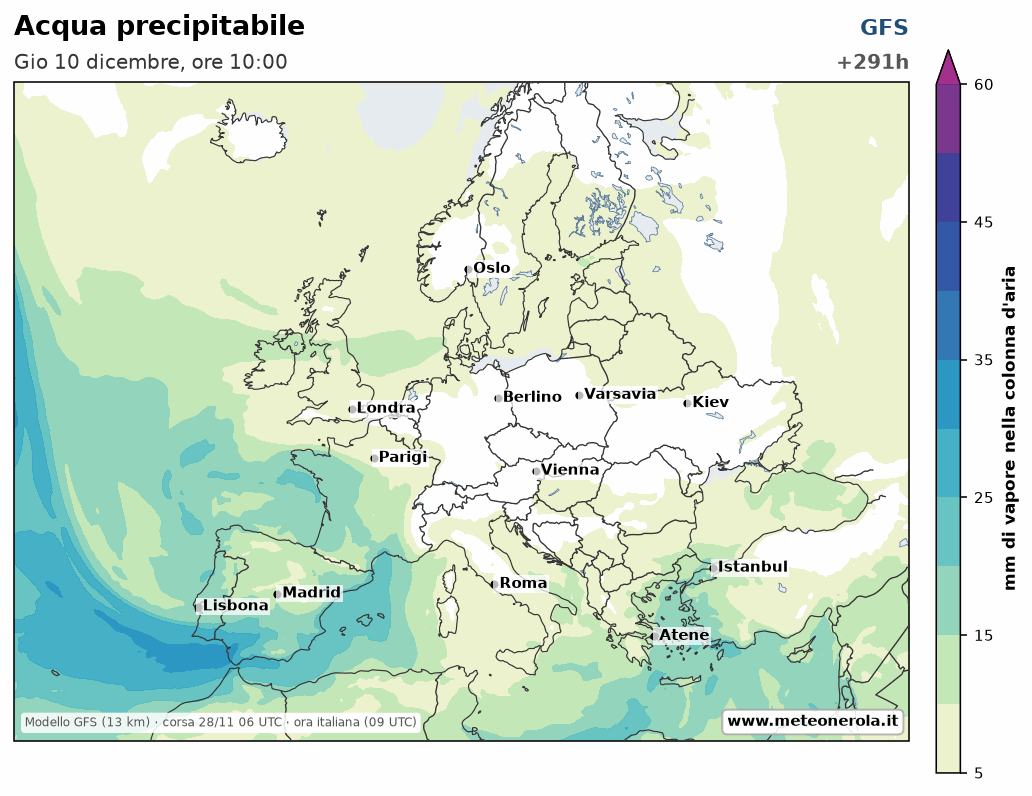 Acqua precipitabile
GFS
Gio 10 dicembre, ore 10:00
+291h
60
45
35
25
15
5
mm di vapore nella colonna d'aria
Oslo
Berlino
Varsavia
Kiev
Londra
Parigi
Vienna
Istanbul
Roma
Madrid
Lisbona
Atene
Modello GFS (13 km) · corsa 28/11 06 UTC · ora italiana (09 UTC)
www.meteonerola.it